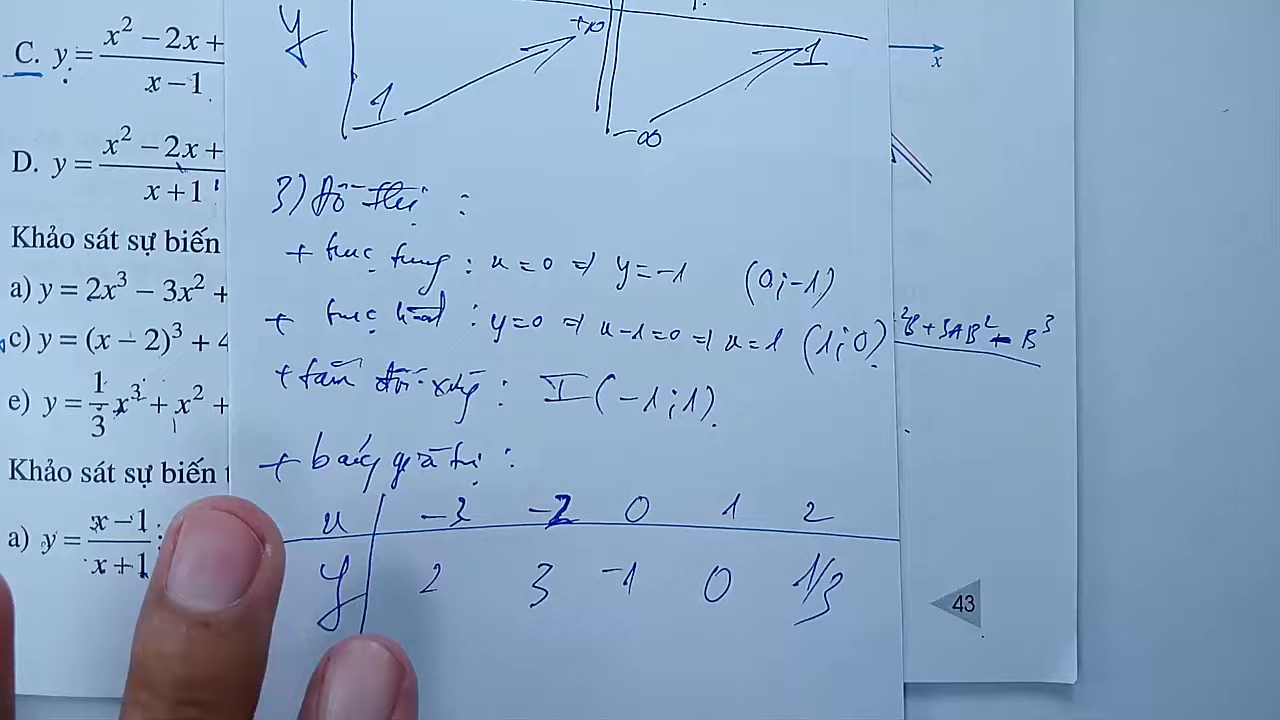 C. y = (x² − 2x +)/(x − 1)
D. y = (x² − 2x +)/(x + 1)
Khảo sát sự biến
a) y = 2x³ − 3x² +
c) y = (x − 2)³ + 4
e) y = 1/3 x³ + x² +
Khảo sát sự biến t
a) y = (x − 1)/(x + 1);
y 1 +∞ −∞ 1
3) Đồ thị :
+ trục tung : x = 0 ⇒ y = −1 (0; −1)
+ trục hoành : y = 0 ⇒ x − 1 = 0 ⇒ x = 1 (1; 0)
+ tâm đối xứng : I(−1; 1).
+ bảng giá trị :
x −3 −2 0 1 2
y 2 3 −1 0 1/3
x
²B + 3AB² + B³
43